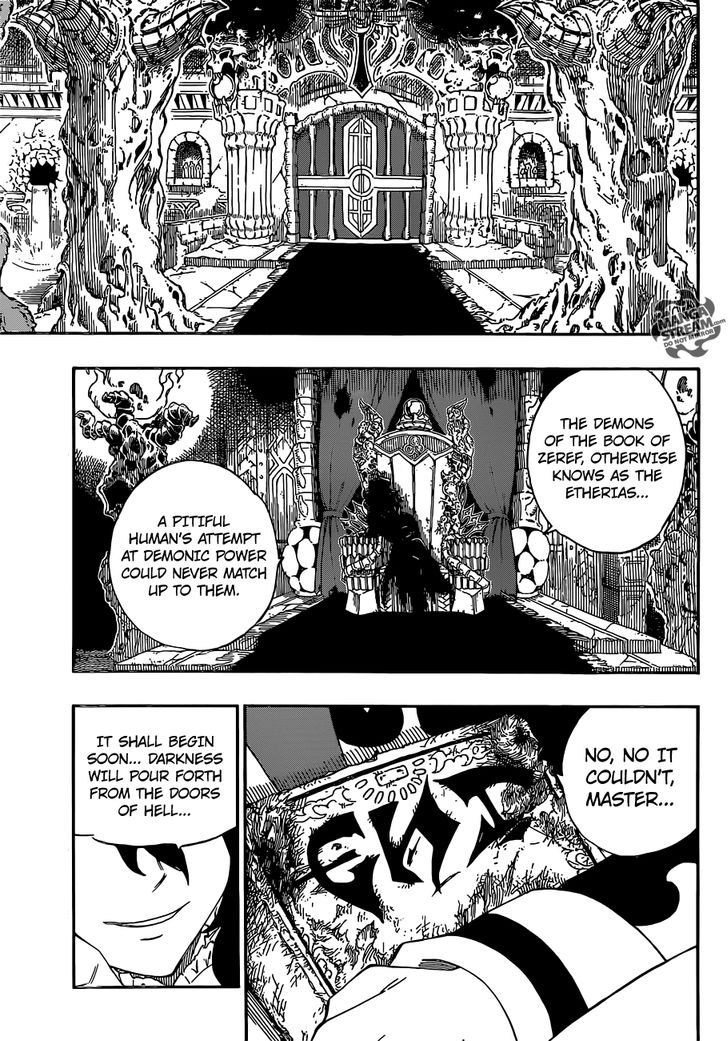 MANGA
STREAM.com
DO NOT MIRROR
THE DEMONS
OF THE BOOK OF
ZEREF, OTHERWISE
KNOWS AS THE
ETHERIAS...
A PITIFUL
HUMAN'S ATTEMPT
AT DEMONIC POWER
COULD NEVER MATCH
UP TO THEM.
NO, NO IT
COULDN'T,
MASTER...
IT SHALL BEGIN
SOON... DARKNESS
WILL POUR FORTH
FROM THE DOORS
OF HELL...